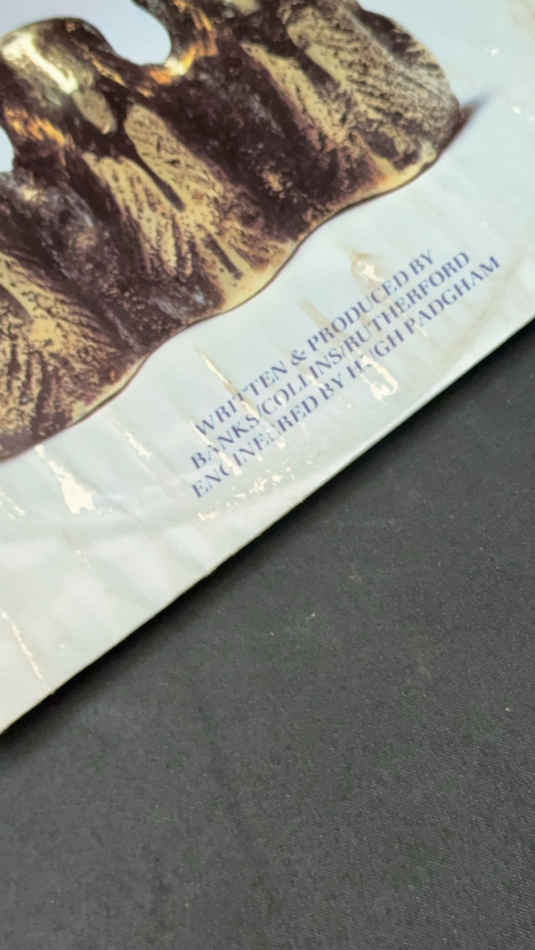 WRITTEN & PRODUCED BY
BANKS/COLLINS/RUTHERFORD
ENGINEERED BY HUGH PADGHAM